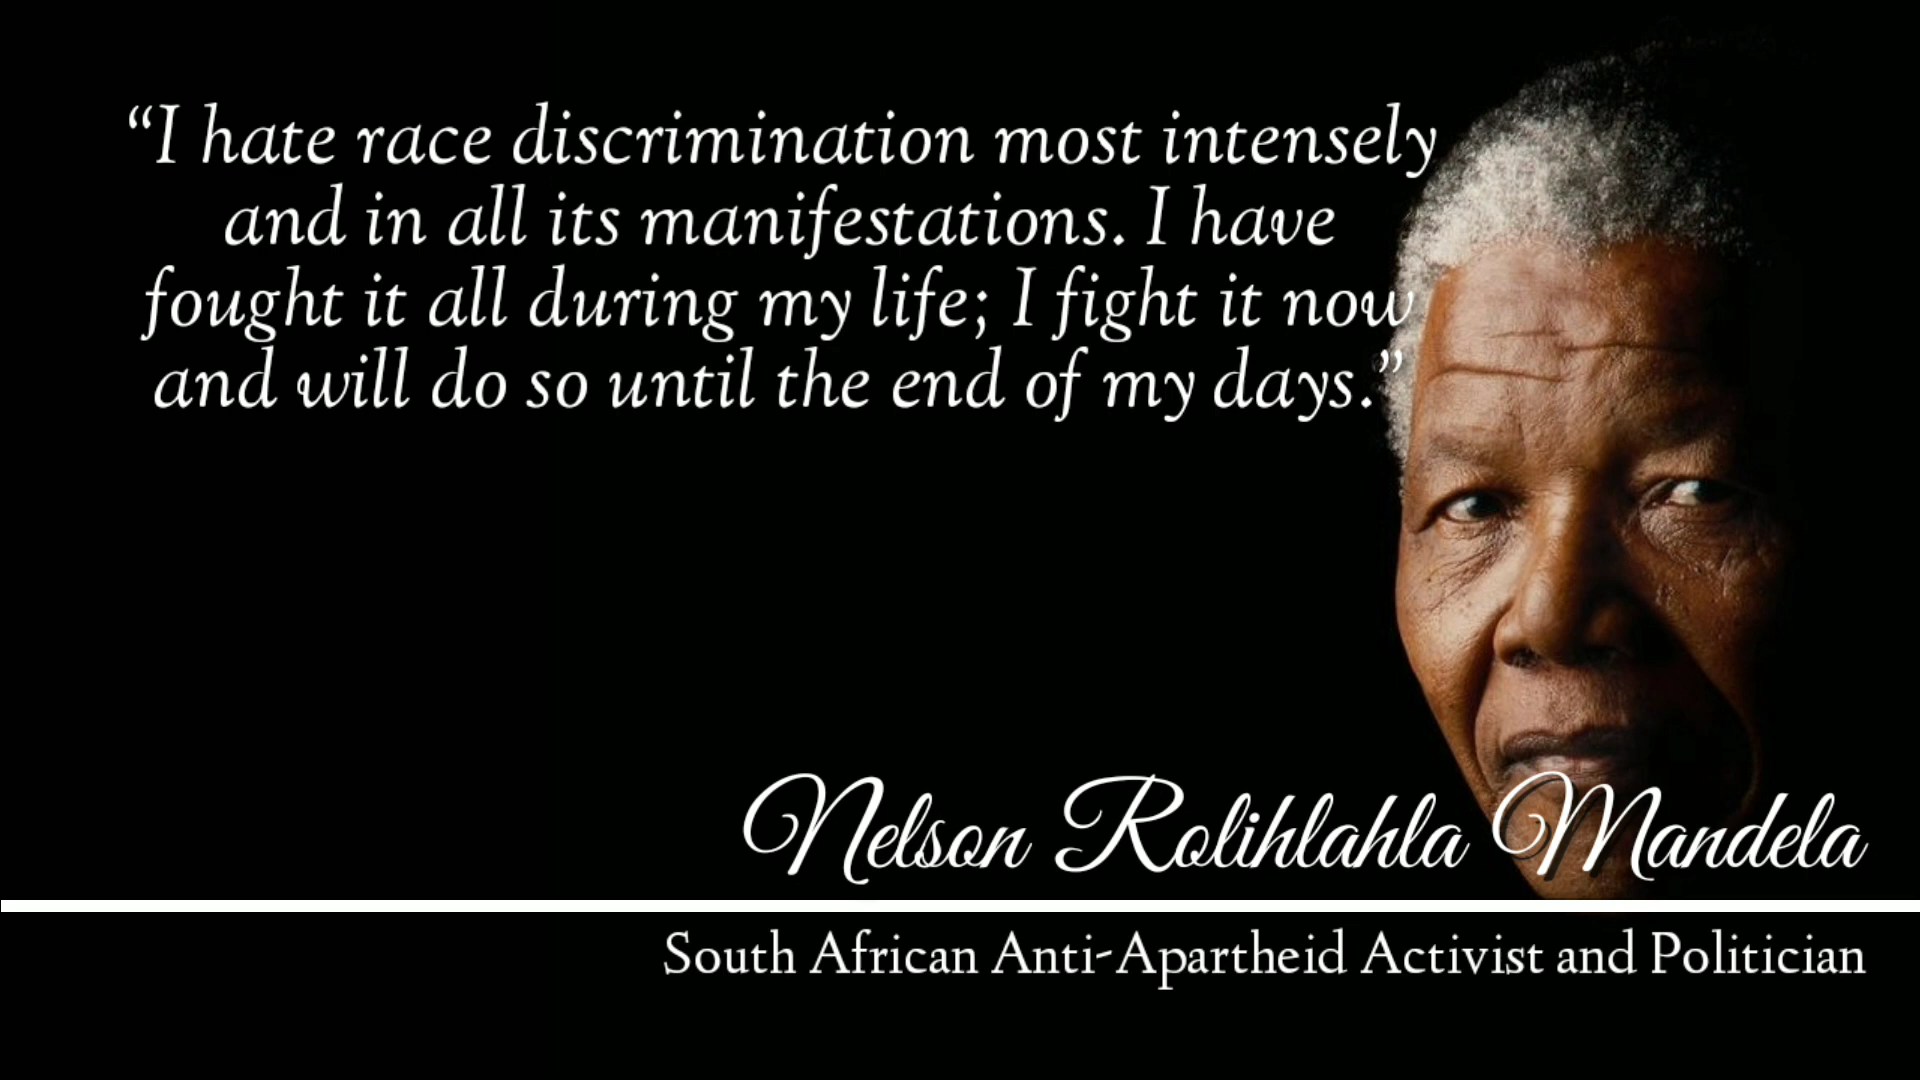 “I hate race discrimination most intensely
and in all its manifestations. I have
fought it all during my life; I fight it now
and will do so until the end of my days.”
Nelson Rolihlahla Mandela
South African Anti-Apartheid Activist and Politician